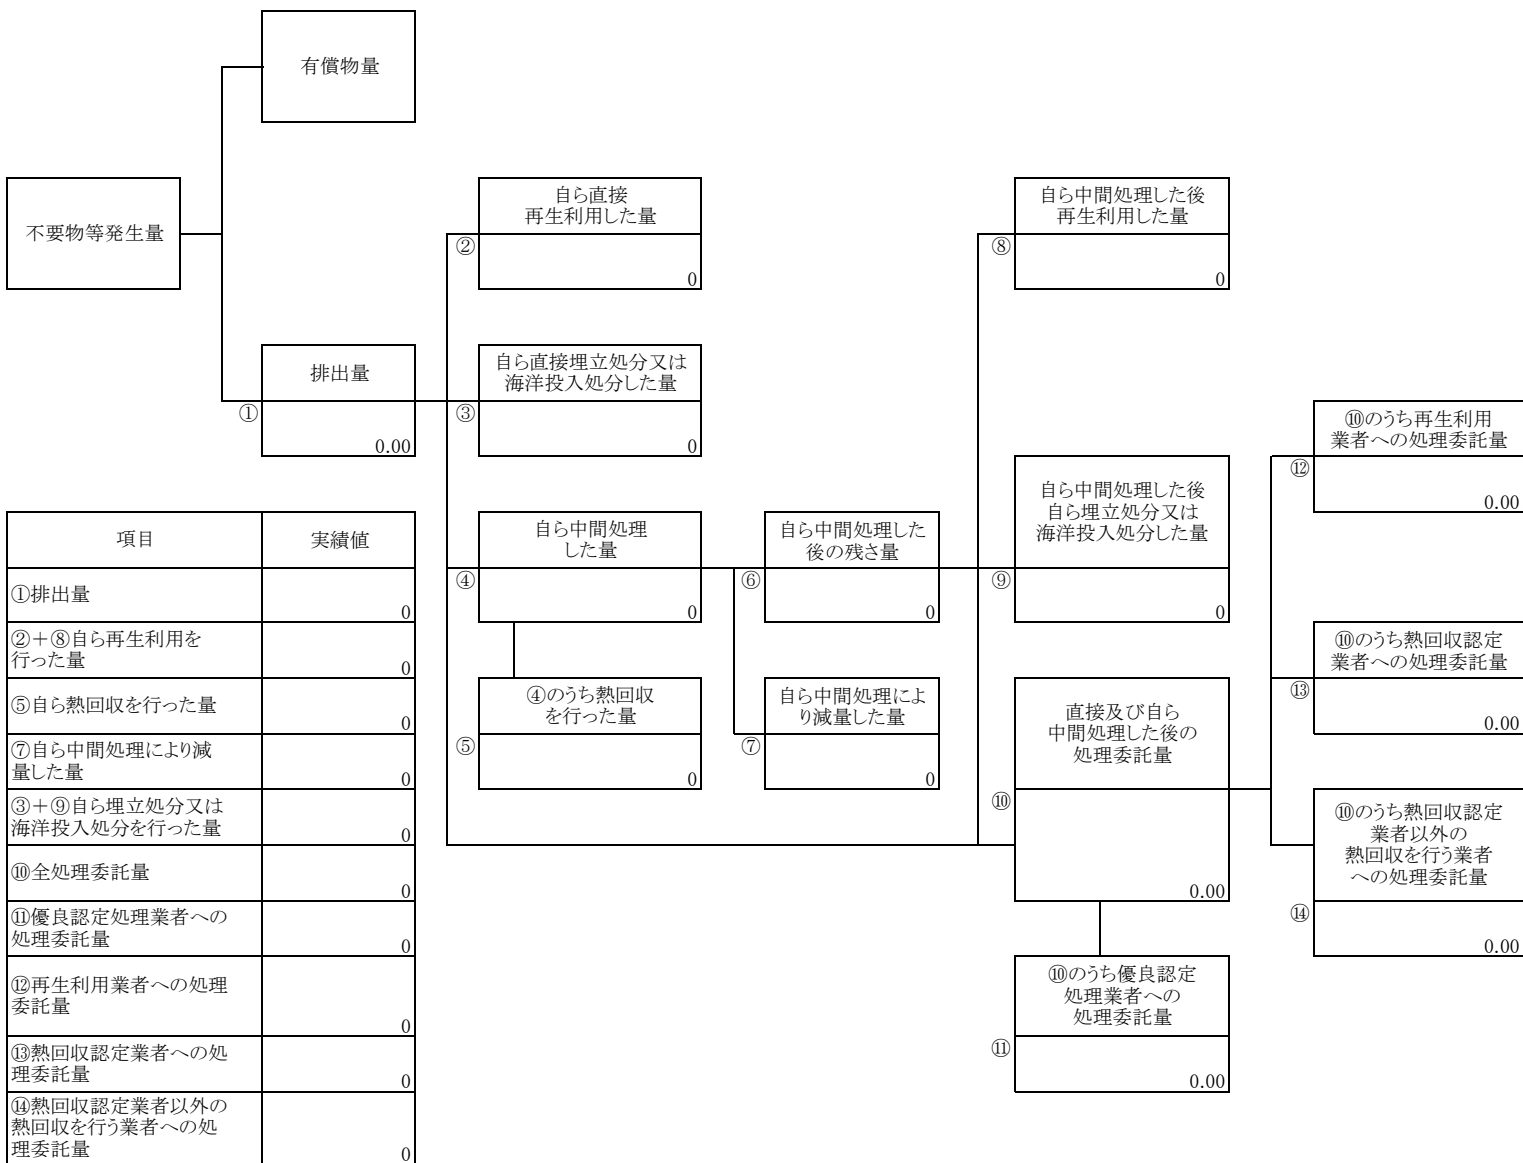 有償物量
不要物等発生量
排出量
①
0.00
自ら直接
再生利用した量
②
0
自ら直接埋立処分又は
海洋投入処分した量
③
0
自ら中間処理
した量
④
0
④のうち熱回収
を行った量
⑤
0
自ら中間処理した
後の残さ量
⑥
0
自ら中間処理によ
り減量した量
⑦
0
自ら中間処理した後
再生利用した量
⑧
0
自ら中間処理した後
自ら埋立処分又は
海洋投入処分した量
⑨
0
直接及び自ら
中間処理した後の
処理委託量
⑩
0.00
⑩のうち優良認定
処理業者への
処理委託量
⑪
0.00
⑩のうち再生利用
業者への処理委託量
⑫
0.00
⑩のうち熱回収認定
業者への処理委託量
⑬
0.00
⑩のうち熱回収認定
業者以外の
熱回収を行う業者
への処理委託量
⑭
0.00
項目 実績値
①排出量
0
②＋⑧自ら再生利用を
行った量
0
⑤自ら熱回収を行った量
0
⑦自ら中間処理により減
量した量
0
③＋⑨自ら埋立処分又は
海洋投入処分を行った量
0
⑩全処理委託量
0
⑪優良認定処理業者への
処理委託量
0
⑫再生利用業者への処理
委託量
0
⑬熱回収認定業者への処
理委託量
0
⑭熱回収認定業者以外の
熱回収を行う業者への処
理委託量
0